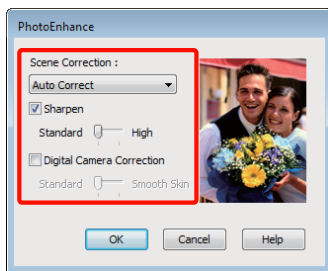 PhotoEnhance
Scene Correction :
Auto Correct
Sharpen
Standard High
Digital Camera Correction
Standard Smooth Skin
OK Cancel Help